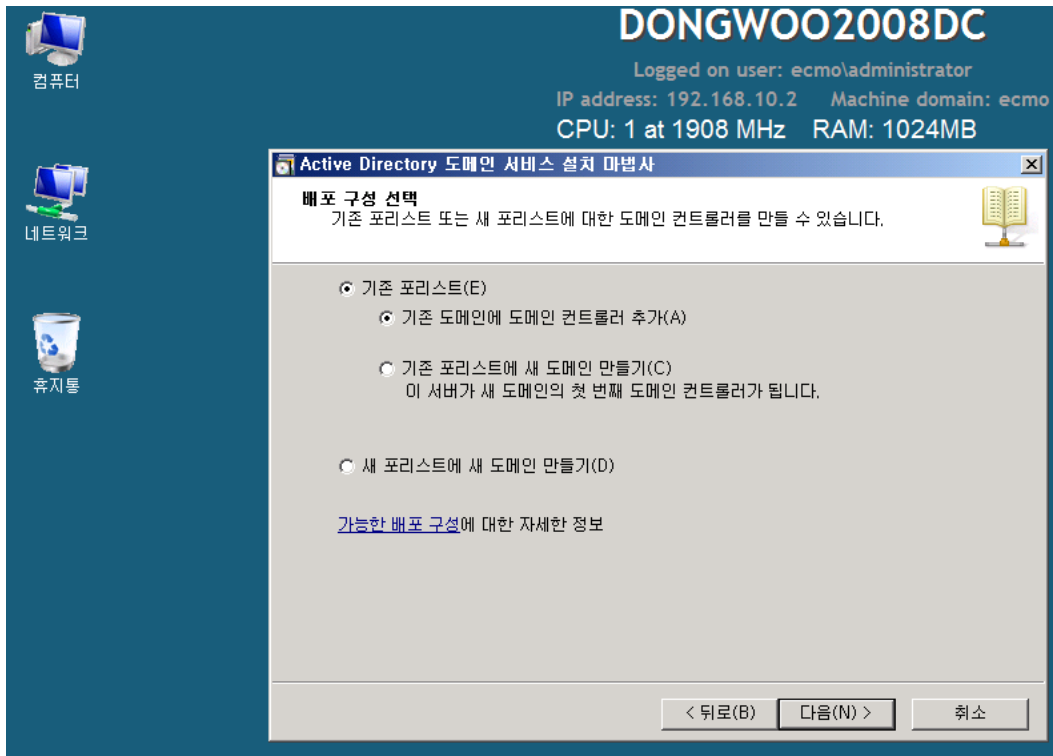 컴퓨터
네트워크
휴지통
DONGWOO2008DC
Logged on user: ecmo\administrator
IP address: 192.168.10.2 Machine domain: ecmo
CPU: 1 at 1908 MHz RAM: 1024MB
Active Directory 도메인 서비스 설치 마법사
배포 구성 선택
기존 포리스트 또는 새 포리스트에 대한 도메인 컨트롤러를 만들 수 있습니다.
기존 포리스트(E)
기존 도메인에 도메인 컨트롤러 추가(A)
기존 포리스트에 새 도메인 만들기(C)
이 서버가 새 도메인의 첫 번째 도메인 컨트롤러가 됩니다.
새 포리스트에 새 도메인 만들기(D)
가능한 배포 구성에 대한 자세한 정보
< 뒤로(B) 다음(N) > 취소